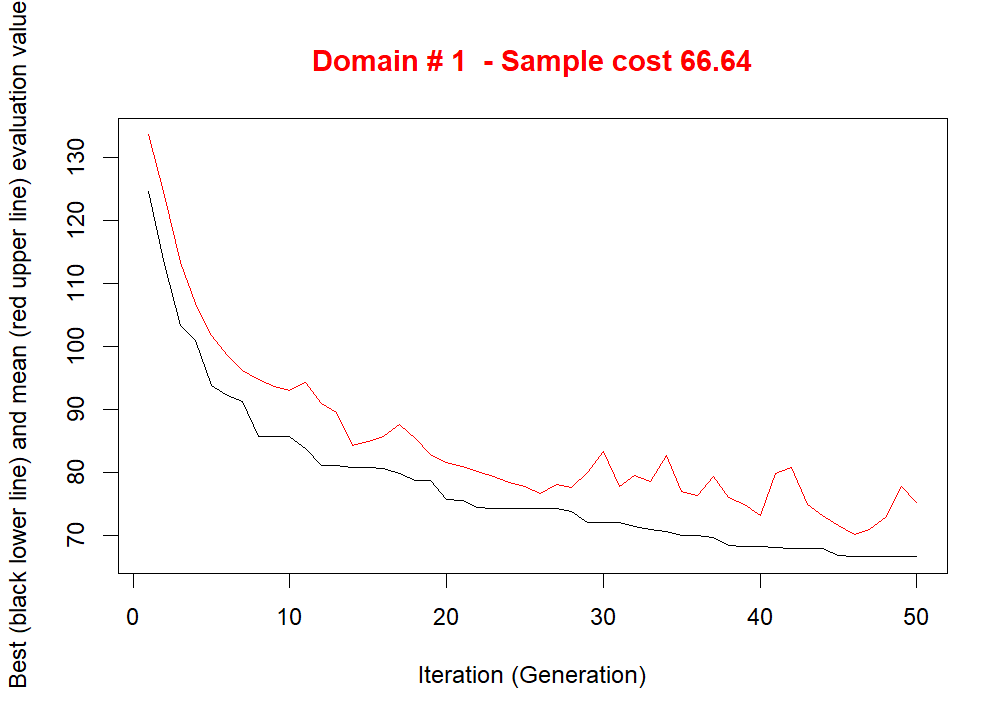 Domain # 1  - Sample cost 66.64
Best (black lower line) and mean (red upper line) evaluation value
130
120
110
100
90
80
70
0 10 20 30 40 50
Iteration (Generation)